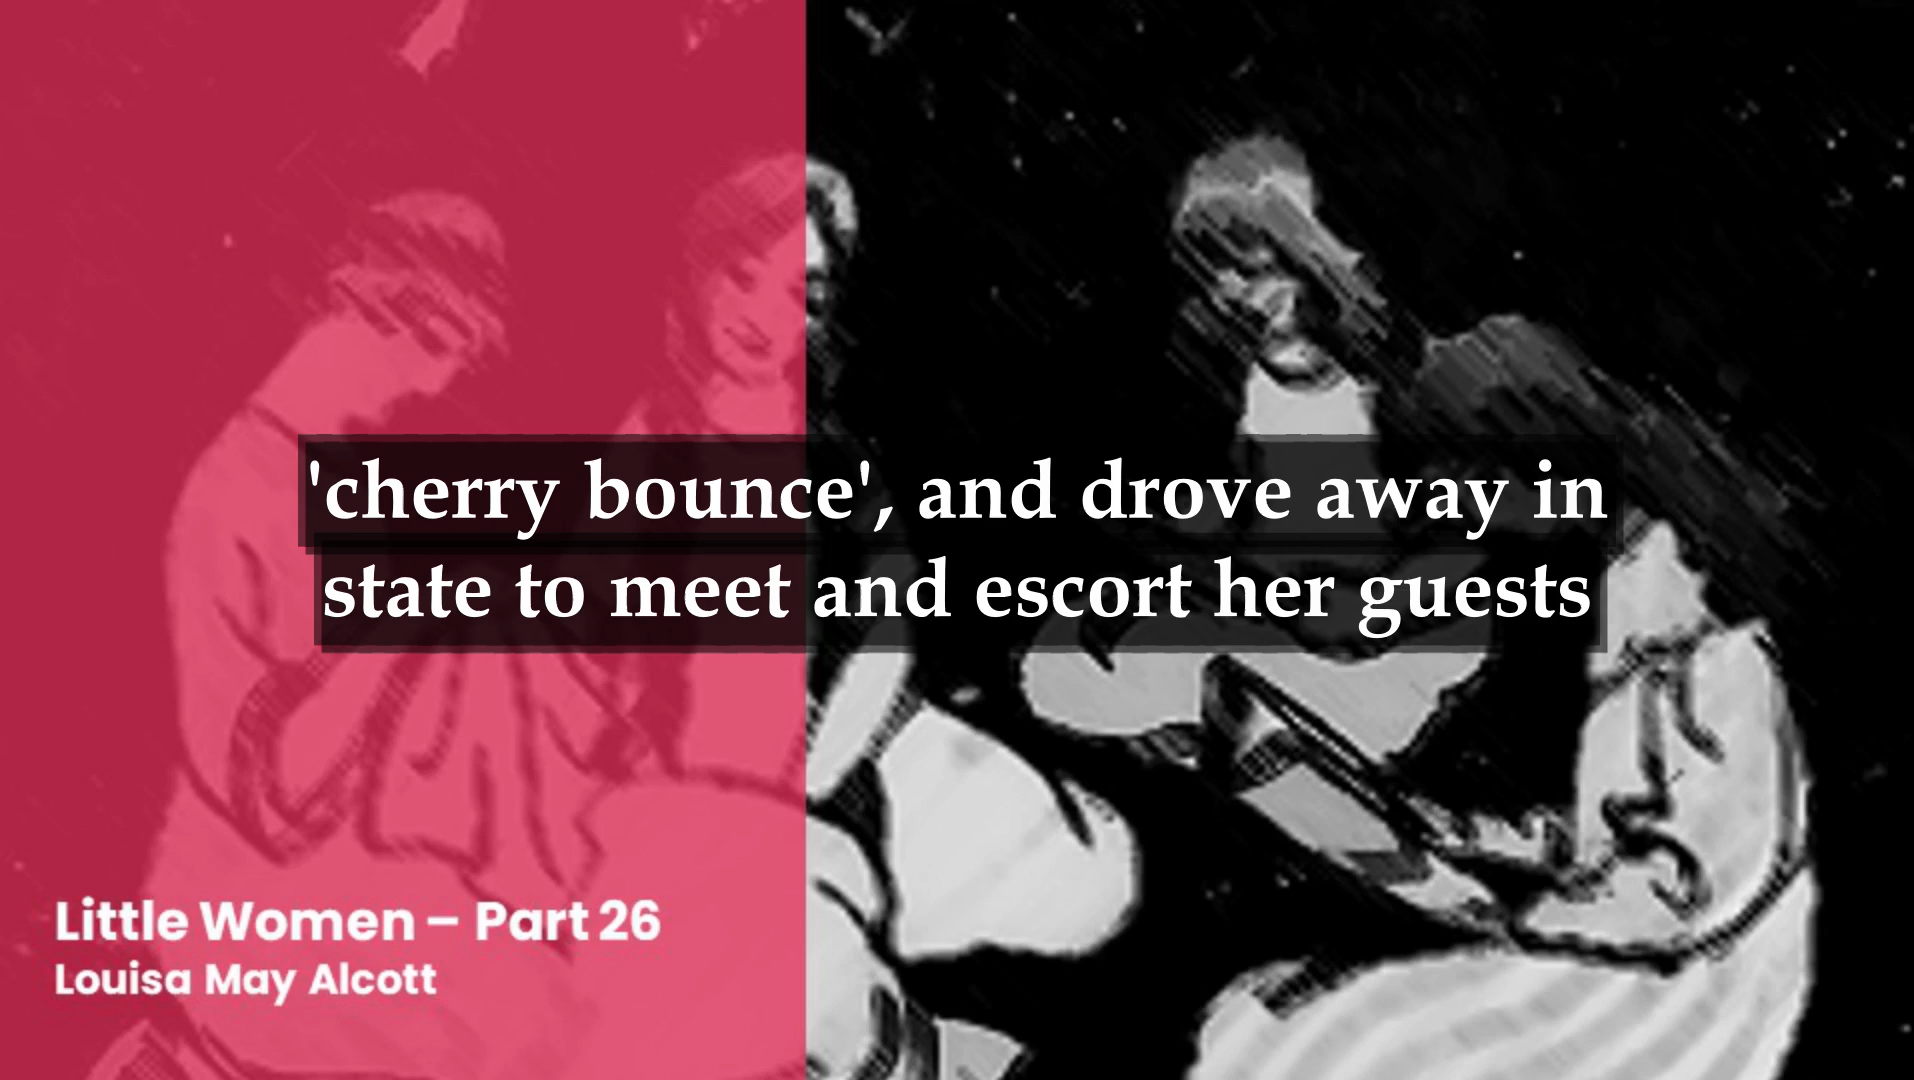 'cherry bounce', and drove away in
state to meet and escort her guests
Little Women – Part 26
Louisa May Alcott